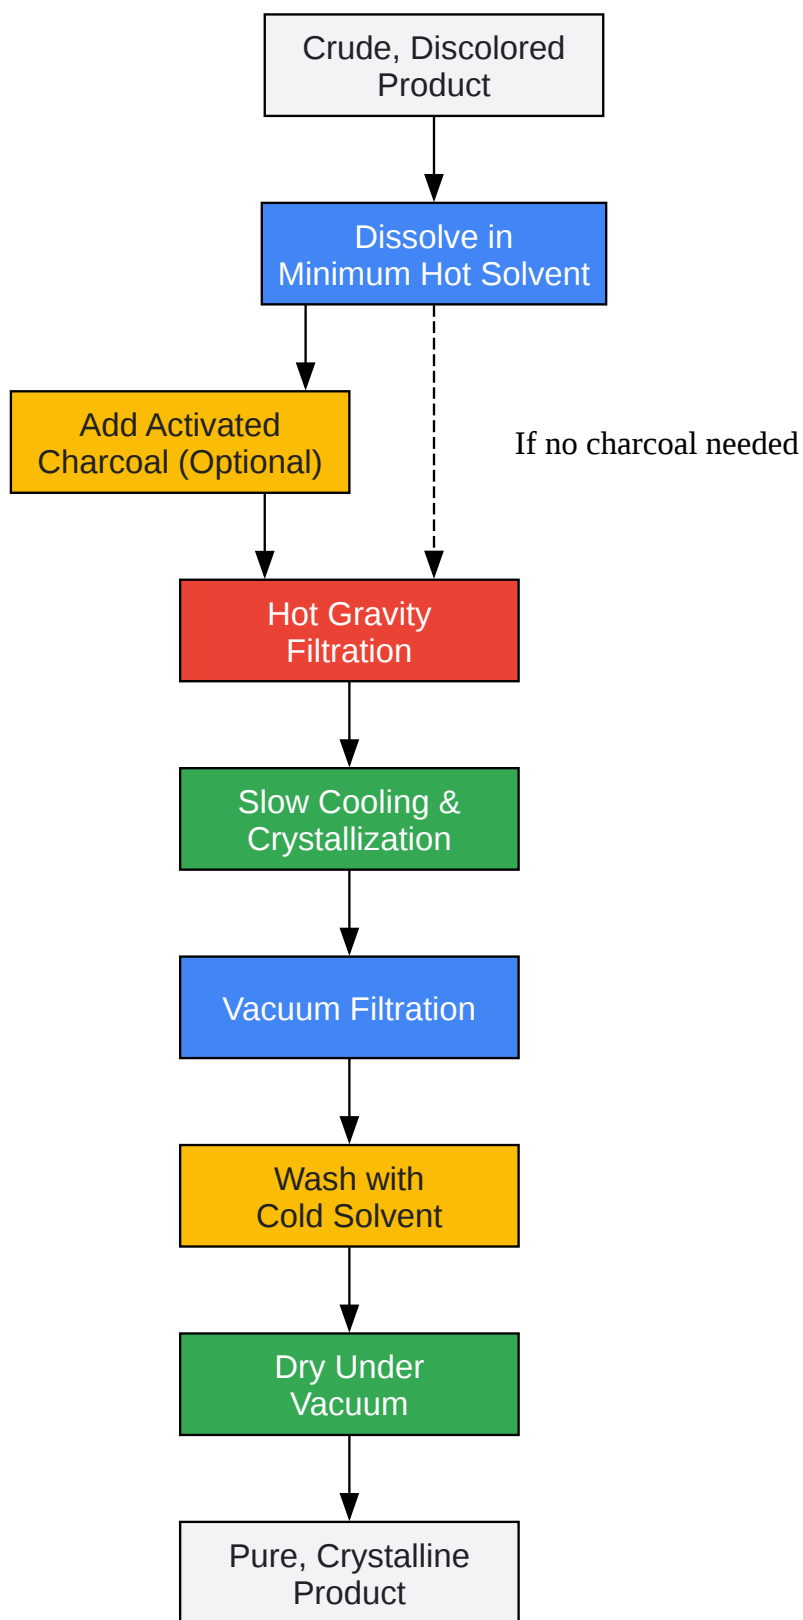 Crude, Discolored
Product
Dissolve in
Minimum Hot Solvent
Add Activated
Charcoal (Optional)
If no charcoal needed
Hot Gravity
Filtration
Slow Cooling &
Crystallization
Vacuum Filtration
Wash with
Cold Solvent
Dry Under
Vacuum
Pure, Crystalline
Product